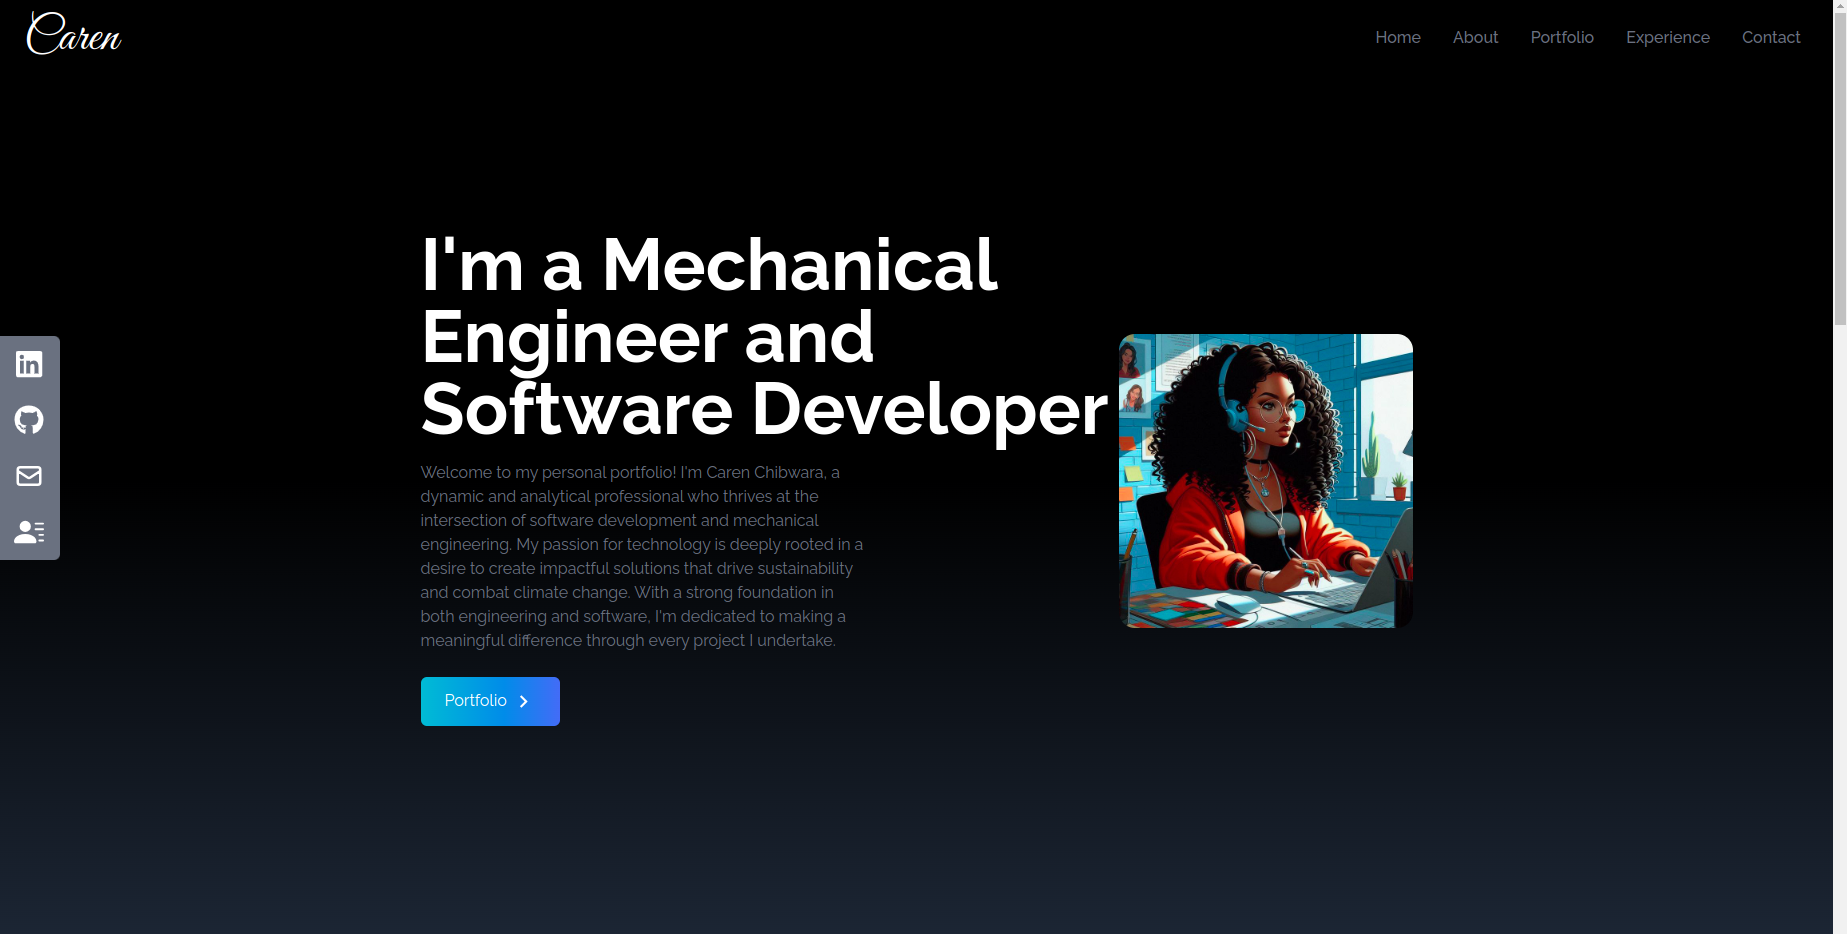 Caren
Home About Portfolio Experience Contact
I'm a Mechanical
Engineer and
Software Developer
Welcome to my personal portfolio! I'm Caren Chibwara, a
dynamic and analytical professional who thrives at the
intersection of software development and mechanical
engineering. My passion for technology is deeply rooted in a
desire to create impactful solutions that drive sustainability
and combat climate change. With a strong foundation in
both engineering and software, I'm dedicated to making a
meaningful difference through every project I undertake.
Portfolio
in